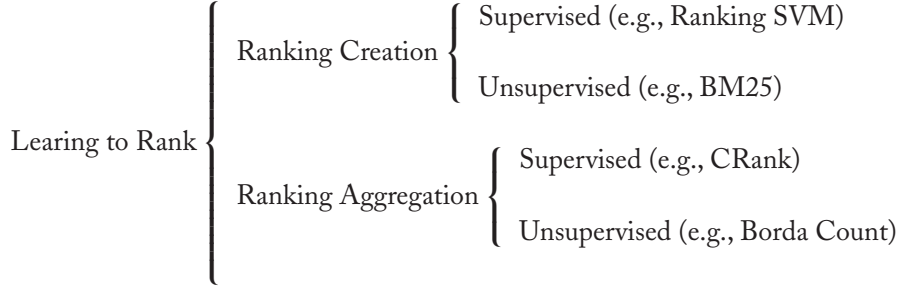 Supervised (e.g., Ranking SVM)
Ranking Creation
Unsupervised (e.g., BM25)
Learing to Rank
Supervised (e.g., CRank)
Ranking Aggregation
Unsupervised (e.g., Borda Count)